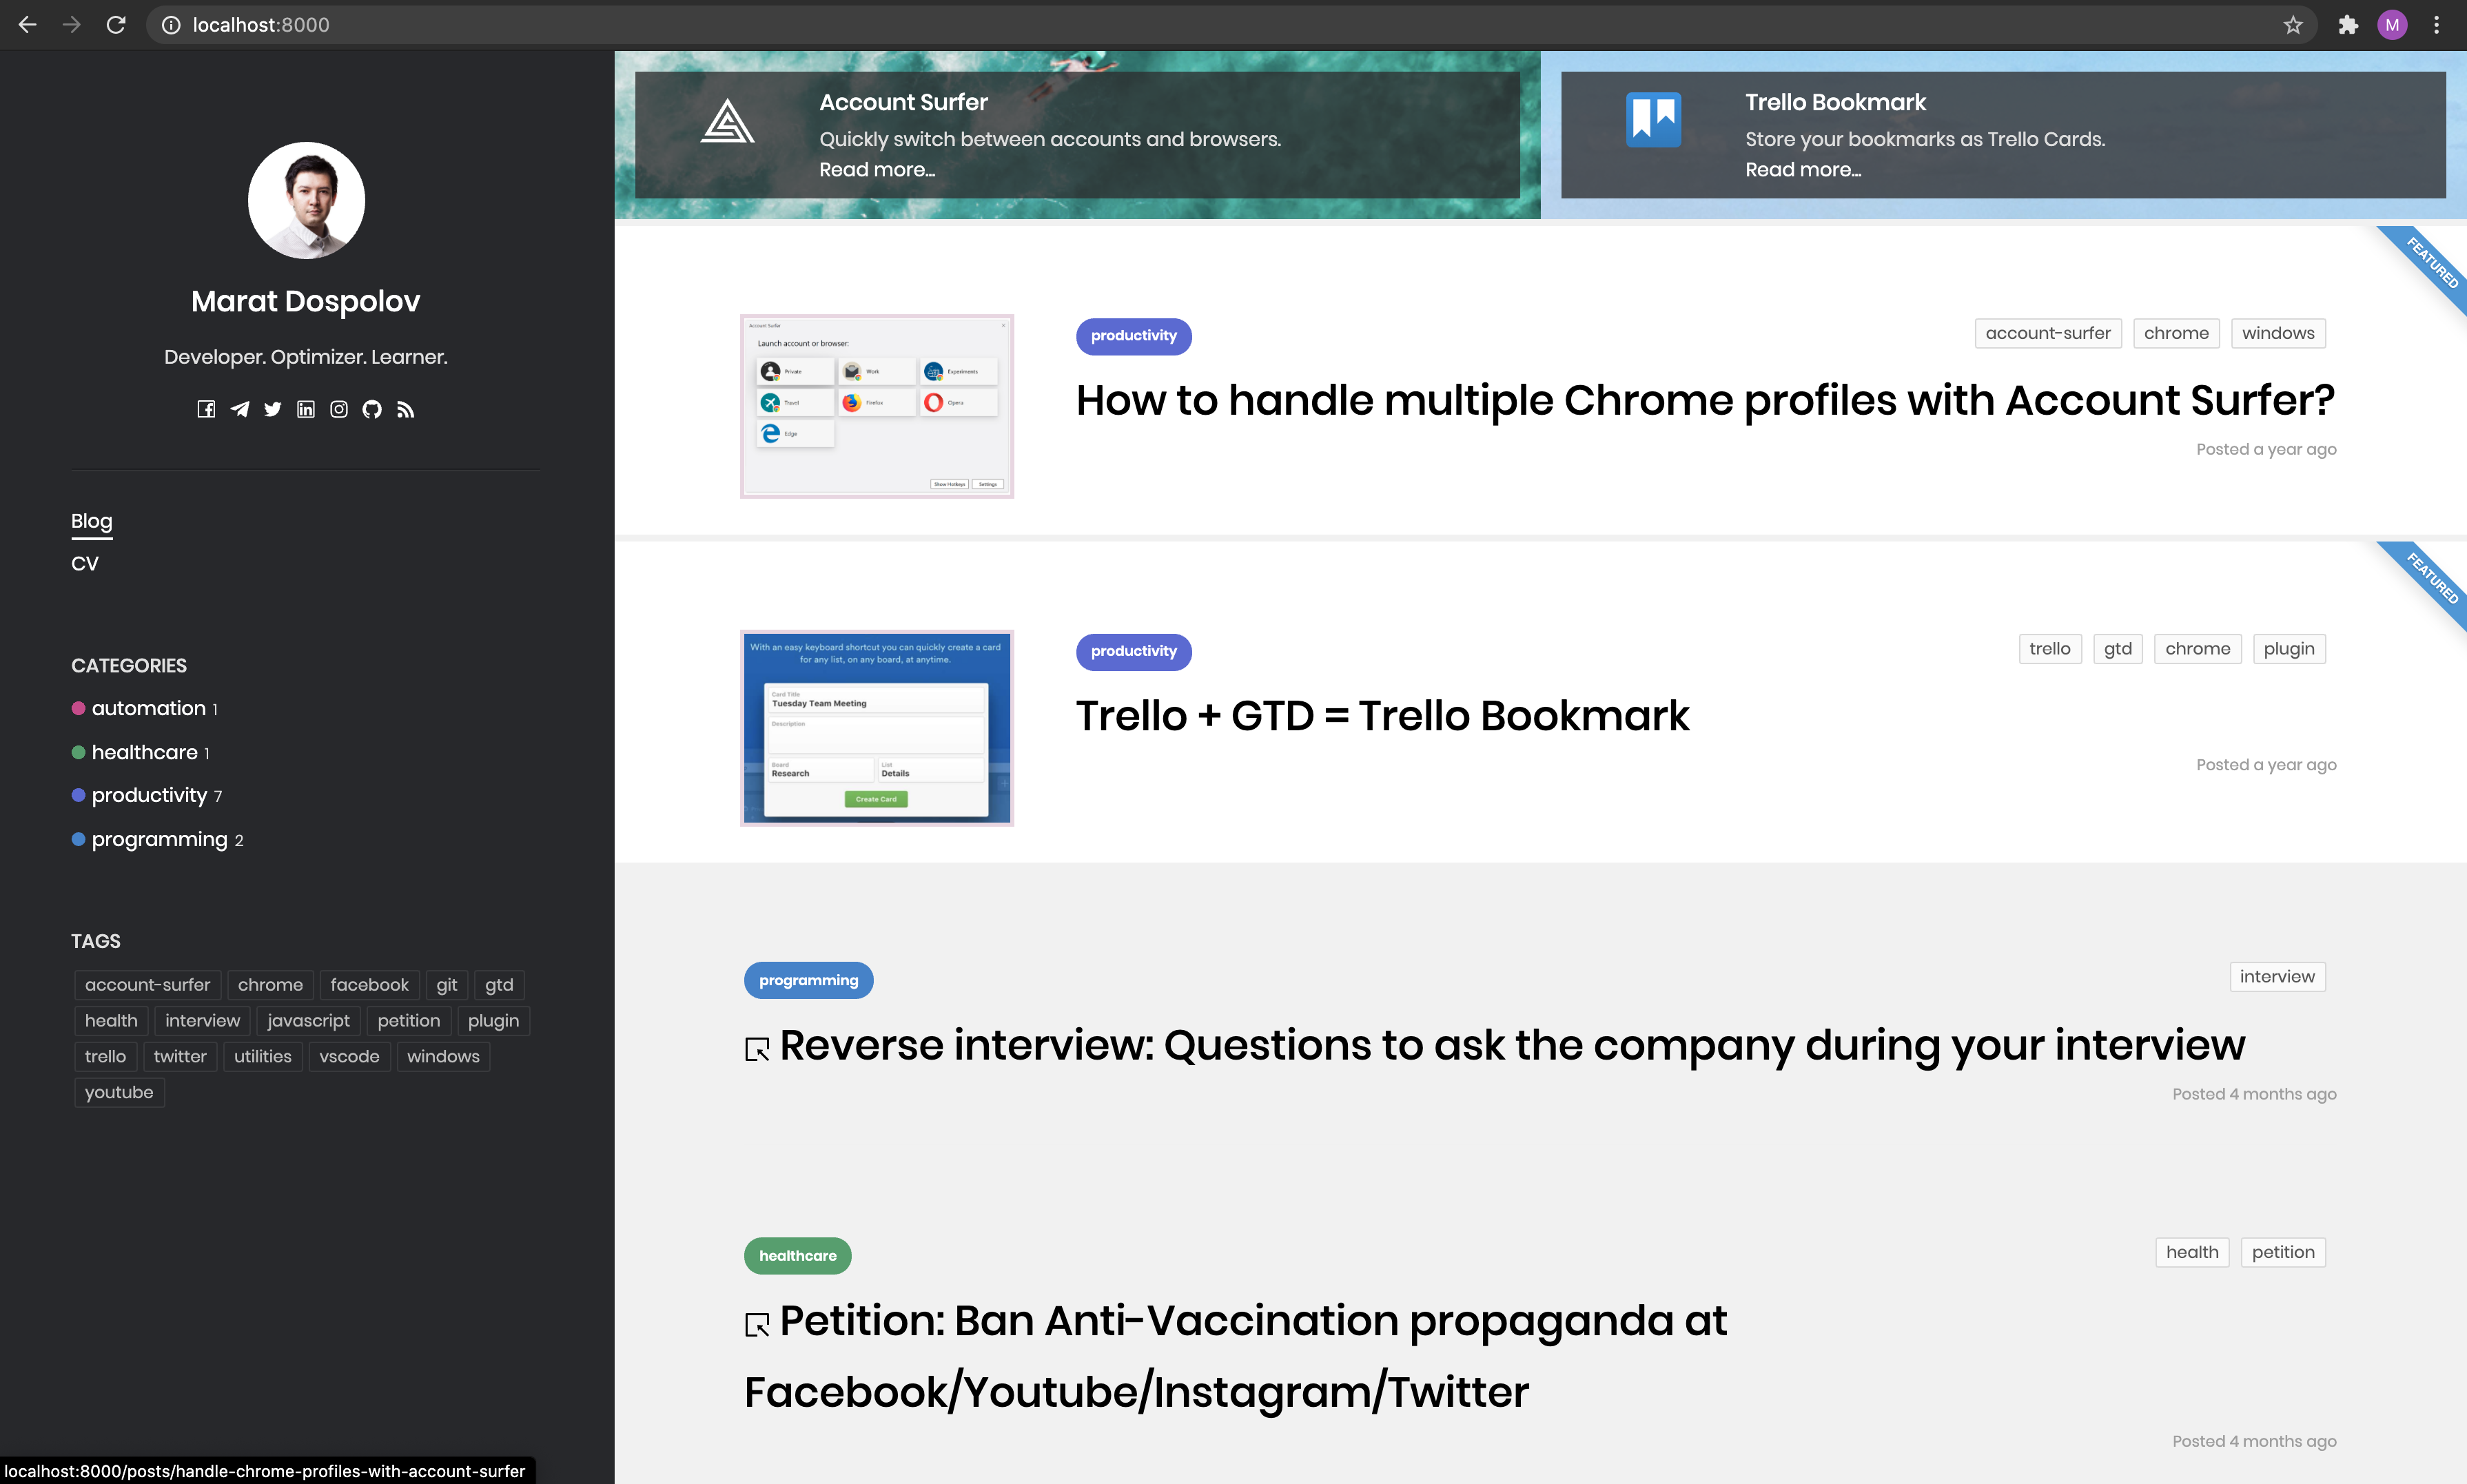 localhost:8000
M
Marat Dospolov
Developer. Optimizer. Learner.
Blog
CV
CATEGORIES
automation 1
healthcare 1
productivity 7
programming 2
TAGS
account-surfer chrome facebook git gtd
health interview javascript petition plugin
trello twitter utilities vscode windows
youtube
Account Surfer
Quickly switch between accounts and browsers.
Read more...
Trello Bookmark
Store your bookmarks as Trello Cards.
Read more...
FEATURED
Account Surfer
Launch account or browser:
Private Work Experiments
Travel Firefox Opera
Edge
Show Hotkeys Settings
productivity
account-surfer chrome windows
How to handle multiple Chrome profiles with Account Surfer?
Posted a year ago
FEATURED
With an easy keyboard shortcut you can quickly create a card
for any list, on any board, at anytime.
Card Title
Tuesday Team Meeting
Description
Board List
Research Details
Create Card
productivity
trello gtd chrome plugin
Trello + GTD = Trello Bookmark
Posted a year ago
programming
interview
Reverse interview: Questions to ask the company during your interview
Posted 4 months ago
healthcare
health petition
Petition: Ban Anti-Vaccination propaganda at
Facebook/Youtube/Instagram/Twitter
Posted 4 months ago
localhost:8000/posts/handle-chrome-profiles-with-account-surfer